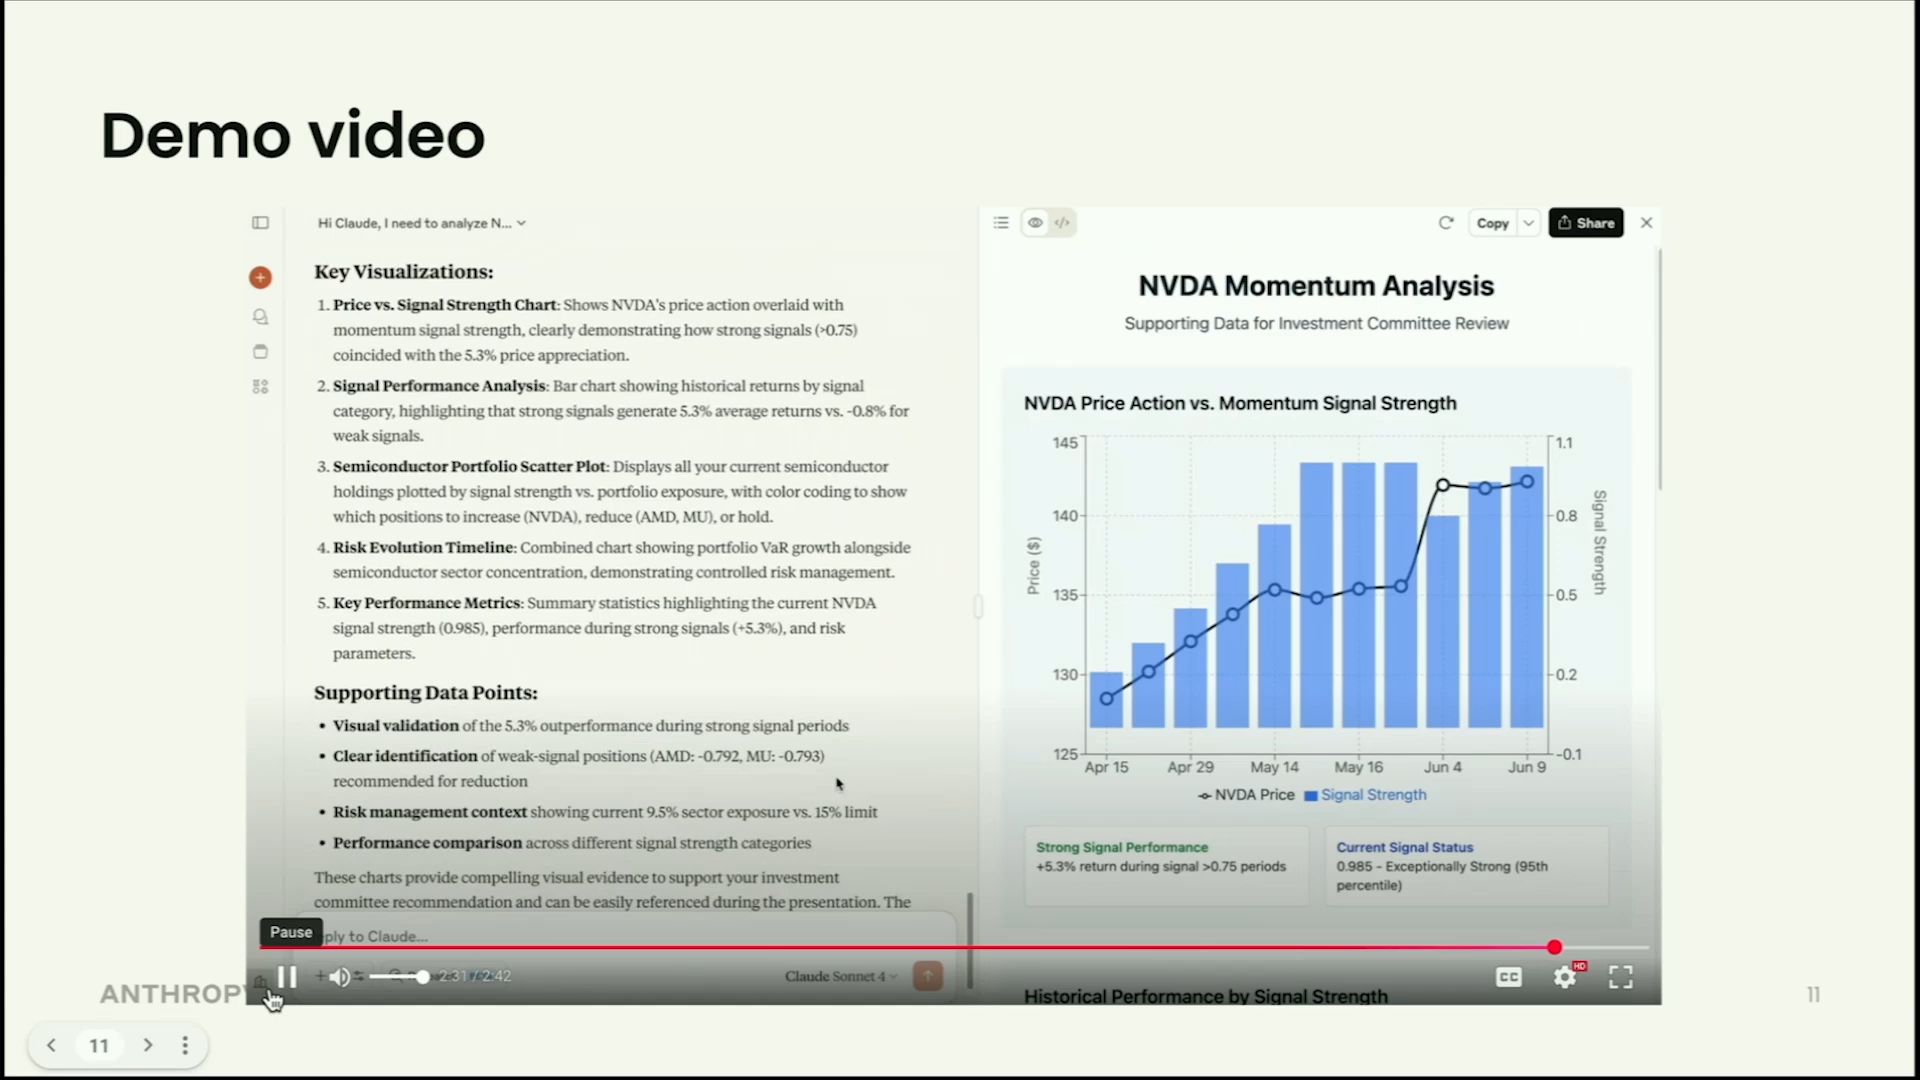 Demo video
Hi Claude, I need to analyze N...
Key Visualizations:
1. Price vs. Signal Strength Chart: Shows NVDA's price action overlaid with
momentum signal strength, clearly demonstrating how strong signals (>0.75)
coincided with the 5.3% price appreciation.
2. Signal Performance Analysis: Bar chart showing historical returns by signal
category, highlighting that strong signals generate 5.3% average returns vs. -0.8% for
weak signals.
3. Semiconductor Portfolio Scatter Plot: Displays all your current semiconductor
holdings plotted by signal strength vs. portfolio exposure, with color coding to show
which positions to increase (NVDA), reduce (AMD, MU), or hold.
4. Risk Evolution Timeline: Combined chart showing portfolio VaR growth alongside
semiconductor sector concentration, demonstrating controlled risk management.
5. Key Performance Metrics: Summary statistics highlighting the current NVDA
signal strength (0.985), performance during strong signals (+5.3%), and risk
parameters.
Supporting Data Points:
• Visual validation of the 5.3% outperformance during strong signal periods
• Clear identification of weak-signal positions (AMD: -0.792, MU: -0.793)
recommended for reduction
• Risk management context showing current 9.5% sector exposure vs. 15% limit
• Performance comparison across different signal strength categories
These charts provide compelling visual evidence to support your investment
committee recommendation and can be easily referenced during the presentation. The
Pause
ply to Claude...
2:31 / 2:42
Claude Sonnet 4
Copy
Share
NVDA Momentum Analysis
Supporting Data for Investment Committee Review
NVDA Price Action vs. Momentum Signal Strength
145
140
135
130
125
Price ($)
1.1
0.8
0.5
0.2
-0.1
Signal Strength
Apr 15 Apr 29 May 14 May 16 Jun 4 Jun 9
NVDA Price Signal Strength
Strong Signal Performance
+5.3% return during signal >0.75 periods
Current Signal Status
0.985 - Exceptionally Strong (95th
percentile)
Historical Performance by Signal Strength
CC
HD
ANTHROP
11
11